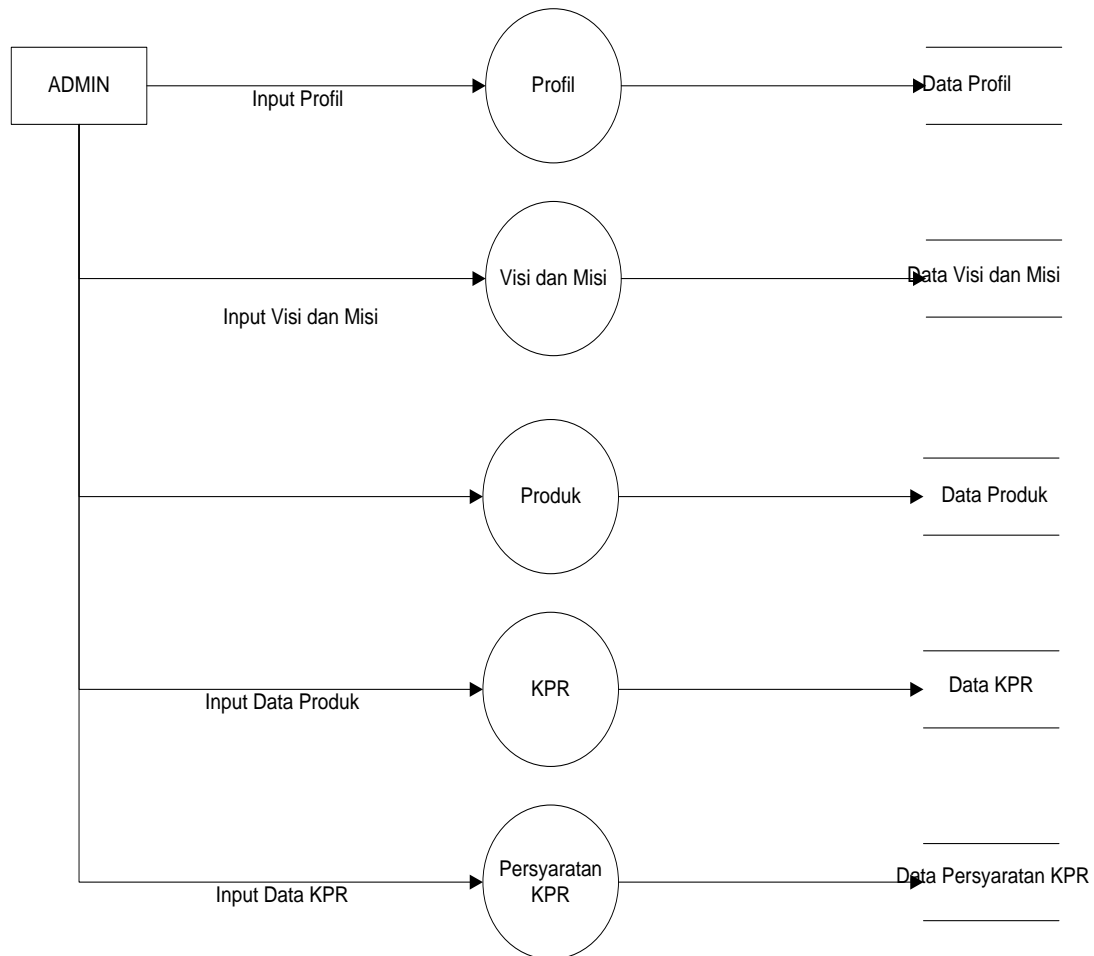 ADMIN
Input Profil
Profil
Data Profil
Visi dan Misi
Data Visi dan Misi
Input Visi dan Misi
Produk
Data Produk
KPR
Data KPR
Input Data Produk
Persyaratan
KPR
Data Persyaratan KPR
Input Data KPR